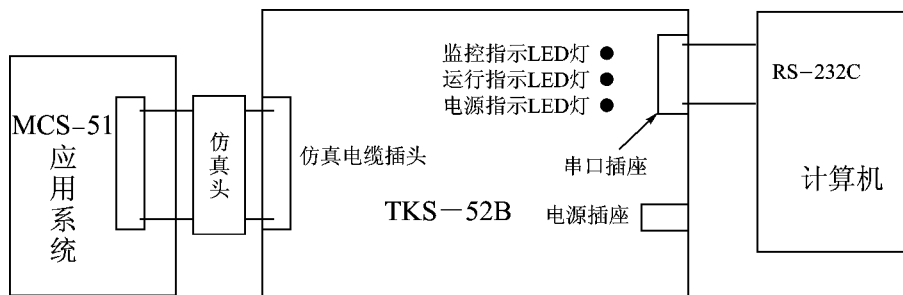 MCS-51
应用系统
仿真头
仿真电缆插头
TKS-52B
监控指示LED灯
运行指示LED灯
电源指示LED灯
串口插座
电源插座
RS-232C
计算机